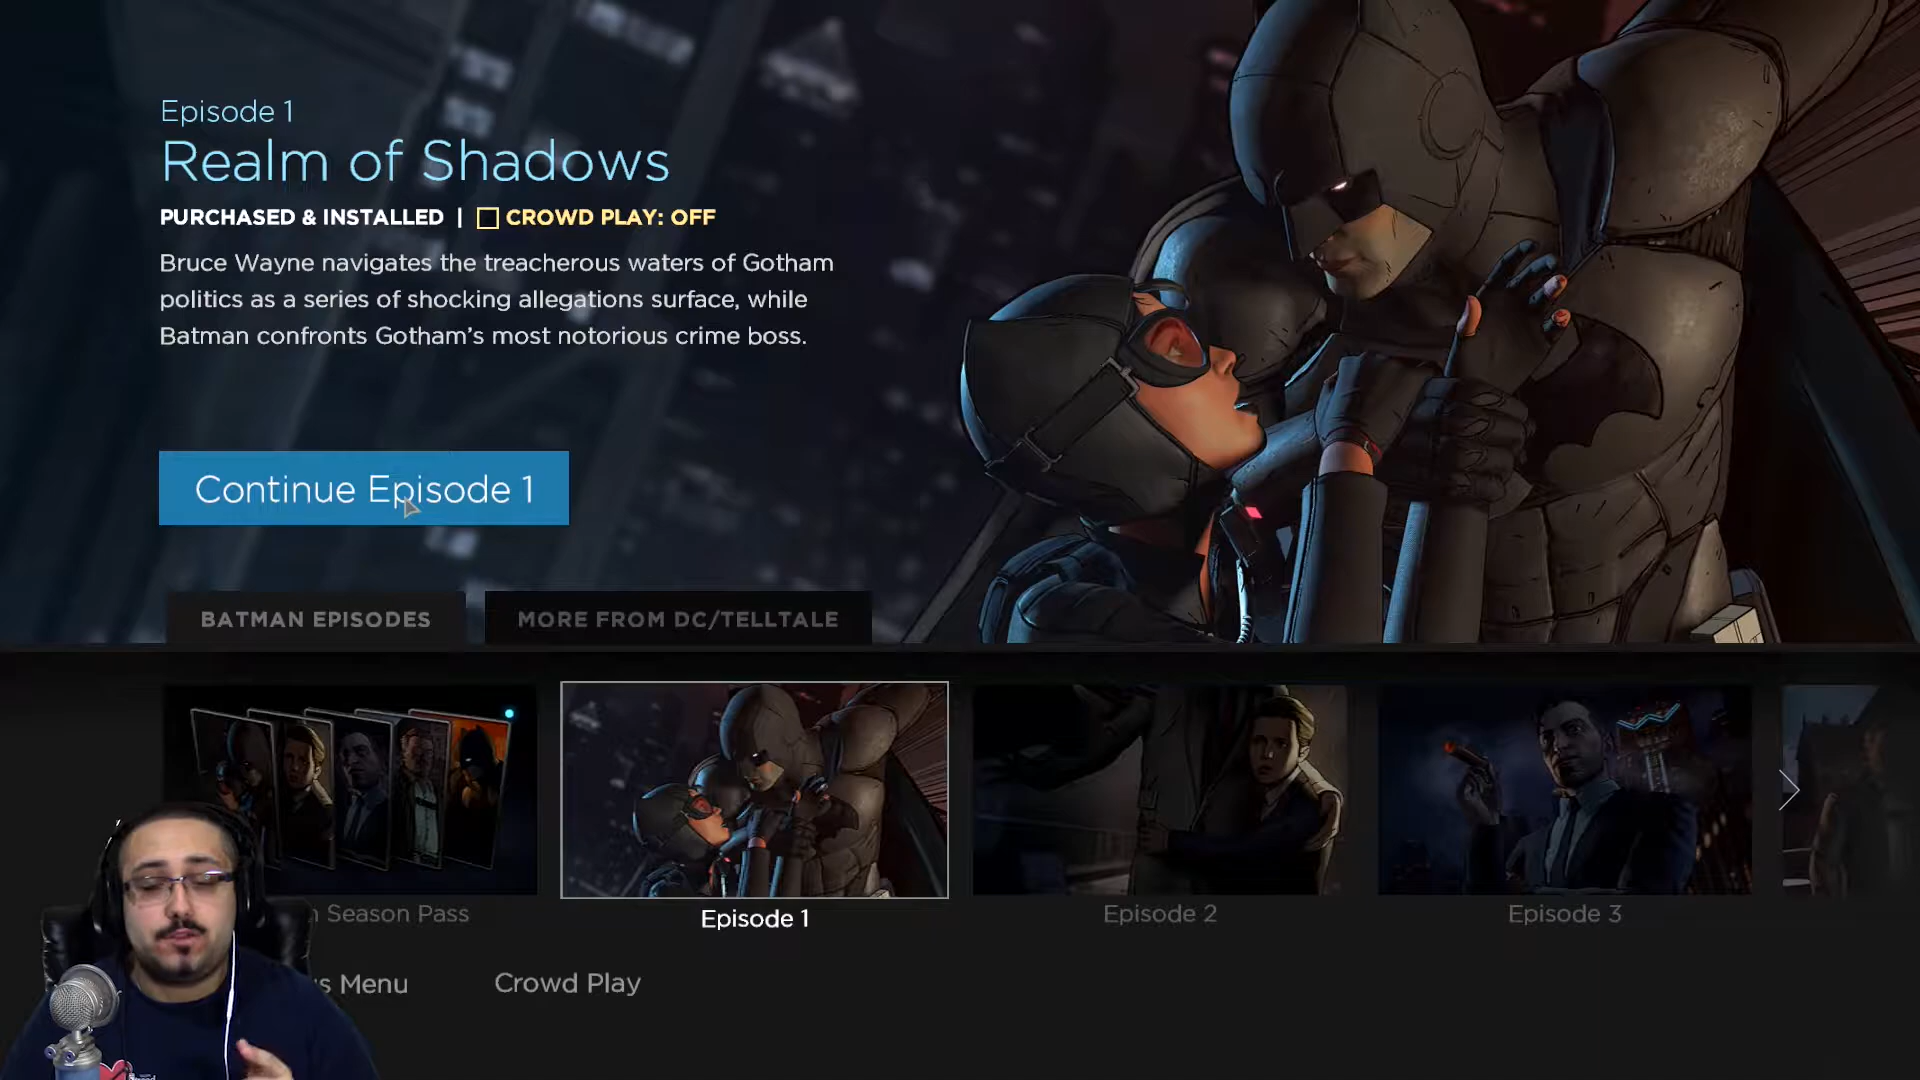 Episode 1
Realm of Shadows
PURCHASED & INSTALLED | CROWD PLAY: OFF
Bruce Wayne navigates the treacherous waters of Gotham
politics as a series of shocking allegations surface, while
Batman confronts Gotham's most notorious crime boss.
Continue Episode 1
BATMAN EPISODES
MORE FROM DC/TELLTALE
Season Pass
Episode 1
Episode 2
Episode 3
Menu
Crowd Play